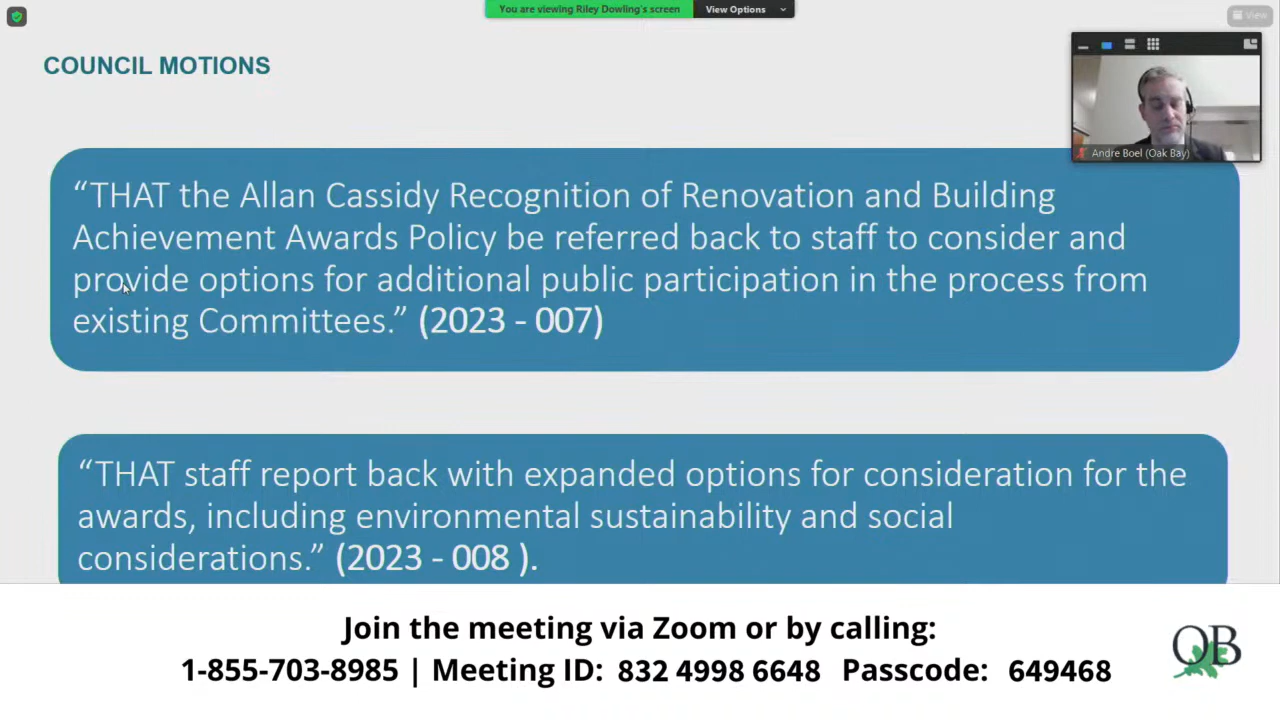 You are viewing Riley Dowling's screen
View Options
View
COUNCIL MOTIONS
Andre Boel (Oak Bay)
“THAT the Allan Cassidy Recognition of Renovation and Building
Achievement Awards Policy be referred back to staff to consider and
provide options for additional public participation in the process from
existing Committees.” (2023 - 007)
“THAT staff report back with expanded options for consideration for the
awards, including environmental sustainability and social
considerations.” (2023 - 008 ).
Join the meeting via Zoom or by calling:
1-855-703-8985 | Meeting ID: 832 4998 6648 Passcode: 649468
OB